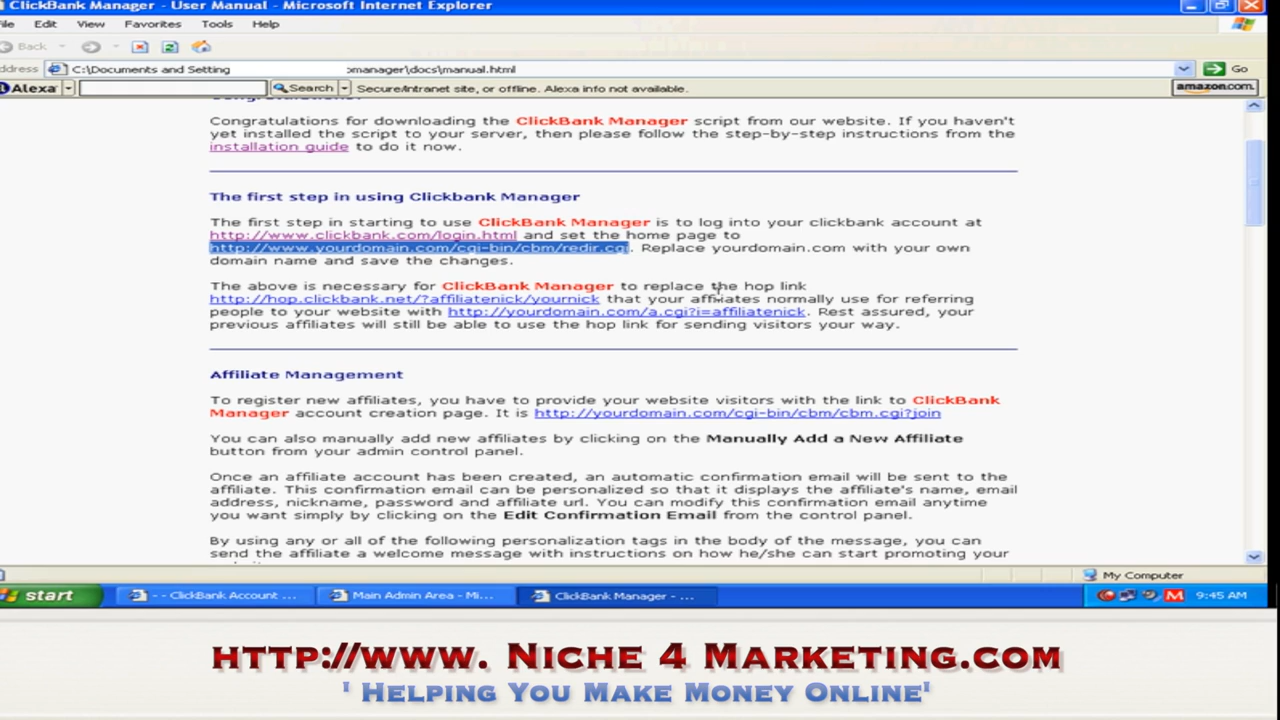 ClickBank Manager - User Manual - Microsoft Internet Explorer
File Edit View Favorites Tools Help
Back
Address C:\Documents and Setting manager\docs\manual.html Go
Alexa Search Secure/Intranet site, or offline. Alexa info not available. amazon.com.
Congratulations for downloading the ClickBank Manager script from our website. If you haven't
yet installed the script to your server, then please follow the step-by-step instructions from the
installation guide to do it now.
The first step in using Clickbank Manager
The first step in starting to use ClickBank Manager is to log into your clickbank account at
http://www.clickbank.com/login.html and set the home page to
http://www.yourdomain.com/cgi-bin/cbm/redir.cgi. Replace yourdomain.com with your own
domain name and save the changes.
The above is necessary for ClickBank Manager to replace the hop link
http://hop.clickbank.net/?affiliatenick/yournick that your affiliates normally use for referring
people to your website with http://yourdomain.com/a.cgi?i=affiliatenick. Rest assured, your
previous affiliates will still be able to use the hop link for sending visitors your way.
Affiliate Management
To register new affiliates, you have to provide your website visitors with the link to ClickBank
Manager account creation page. It is http://yourdomain.com/cgi-bin/cbm/cbm.cgi?join
You can also manually add new affiliates by clicking on the Manually Add a New Affiliate
button from your admin control panel.
Once an affiliate account has been created, an automatic confirmation email will be sent to the
affiliate. This confirmation email can be personalized so that it displays the affiliate's name, email
address, nickname, password and affiliate url. You can modify this confirmation email anytime
you want simply by clicking on the Edit Confirmation Email from the control panel.
By using any or all of the following personalization tags in the body of the message, you can
send the affiliate a welcome message with instructions on how he/she can start promoting your
My Computer
start - - ClickBank Account ... Main Admin Area - Mi... ClickBank Manager - ... M 9:45 AM
http://www. Niche 4 Marketing.com
' Helping You Make Money Online'